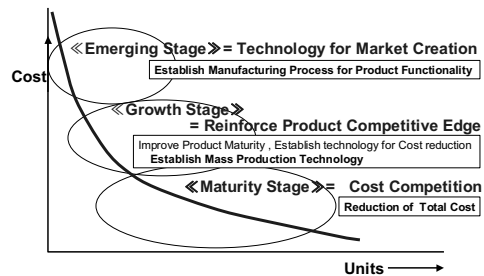 ≪Emerging Stage≫ = Technology for Market Creation
Cost
Establish Manufacturing Process for Product Functionality
≪Growth Stage≫
= Reinforce Product Competitive Edge
Improve Product Maturity , Establish technology for Cost reduction
Establish Mass Production Technology
≪Maturity Stage≫= Cost Competition
Reduction of Total Cost
Units